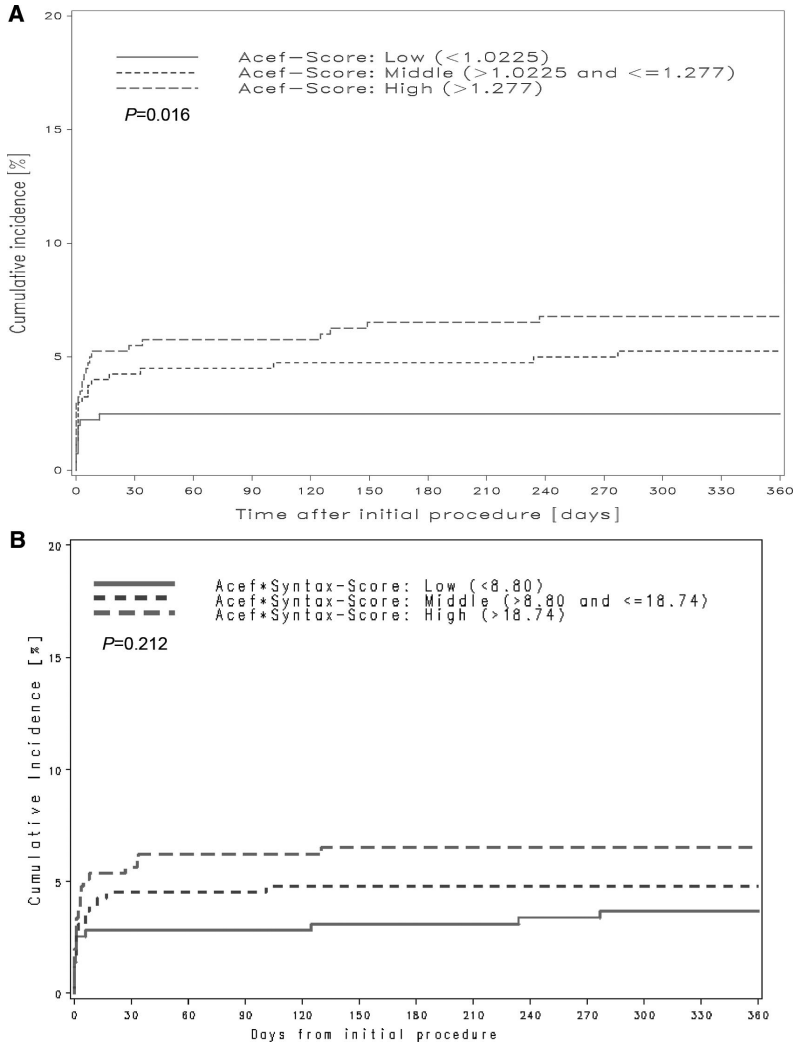 A
20
15
10
5
0
Cumulative incidence [%]
Acef-Score: Low (<1.0225)
Acef-Score: Middle (>1.0225 and <=1.277)
Acef-Score: High (>1.277)
P=0.016
0 30 60 90 120 150 180 210 240 270 300 330 360
Time after initial procedure [days]
B
20
15
10
5
0
Cumulative Incidence [%]
Acef*Syntax-Score: Low (<8.80)
Acef*Syntax-Score: Middle (>8.80 and <=18.74)
Acef*Syntax-Score: High (>18.74)
P=0.212
0 30 60 90 120 150 180 210 240 270 300 330 360
Days from initial procedure